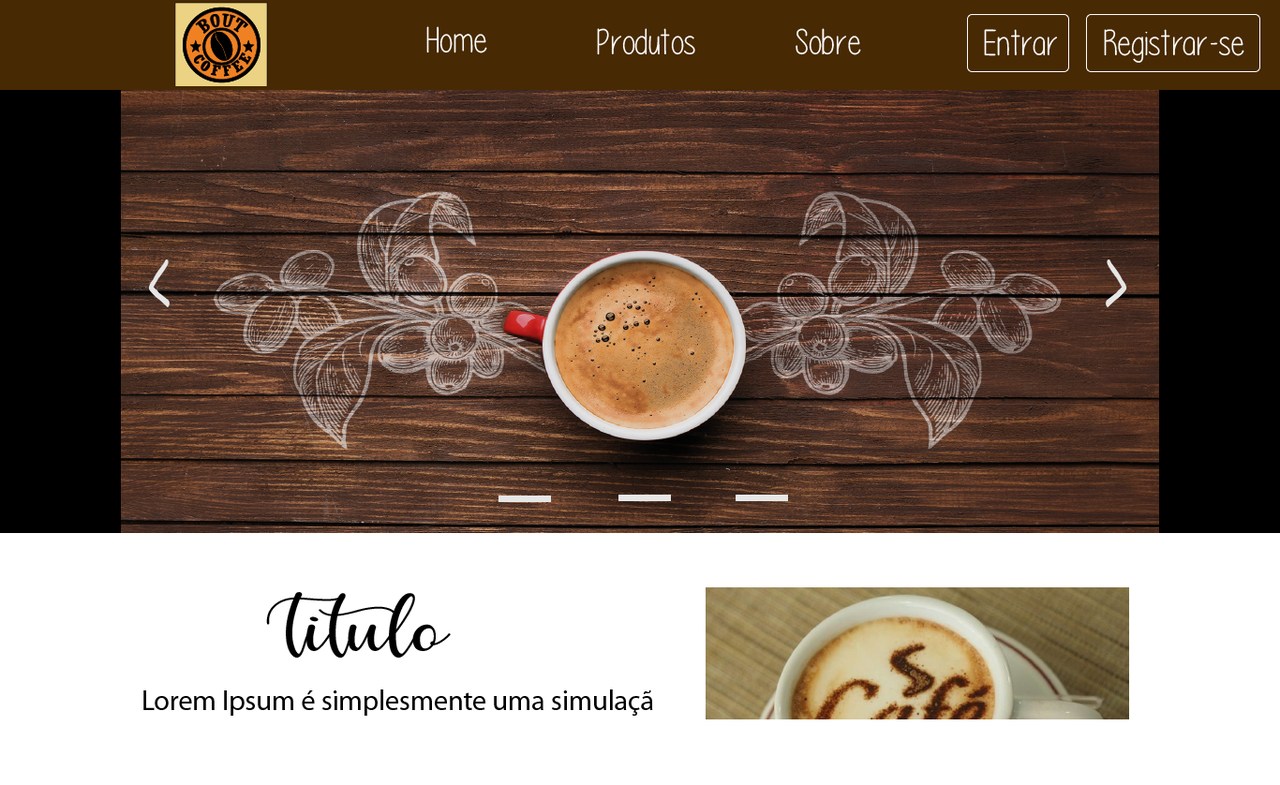 BOUT
COFFEE
Home
Produtos
Sobre
Entrar
Registrar-se
titulo
Lorem Ipsum é simplesmente uma simulaçã
Café